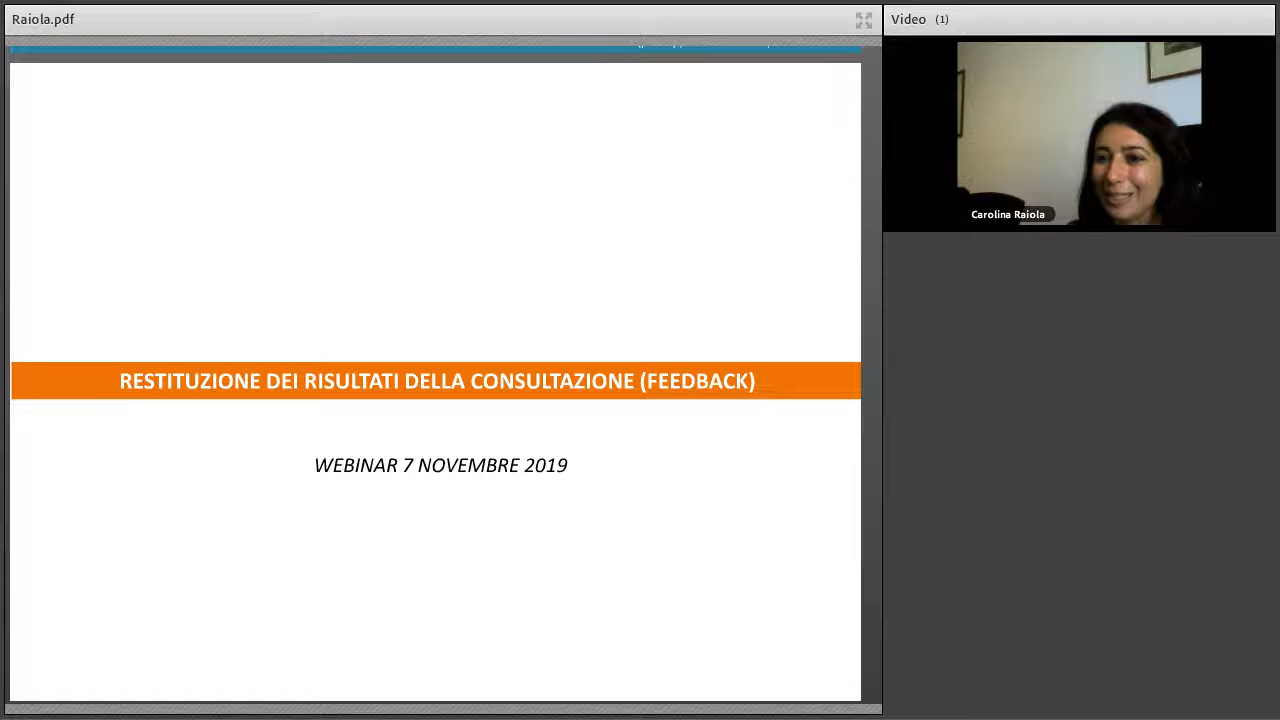 Raiola.pdf
Video (1)
Carolina Raiola
RESTITUZIONE DEI RISULTATI DELLA CONSULTAZIONE (FEEDBACK)
WEBINAR 7 NOVEMBRE 2019